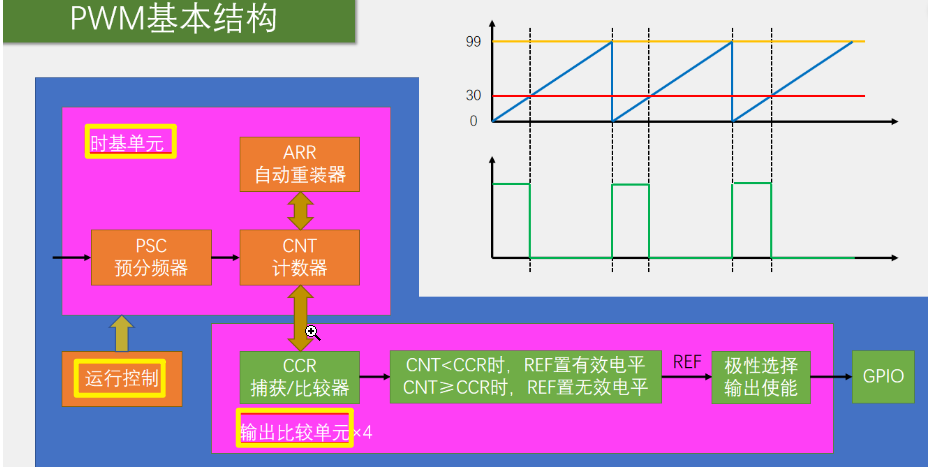 PWM基本结构
99
30
0
时基单元
ARR
自动重装器
PSC
预分频器
CNT
计数器
运行控制
CCR
捕获/比较器
CNT<CCR时，REF置有效电平
CNT≥CCR时，REF置无效电平
REF
极性选择
输出使能
GPIO
输出比较单元×4